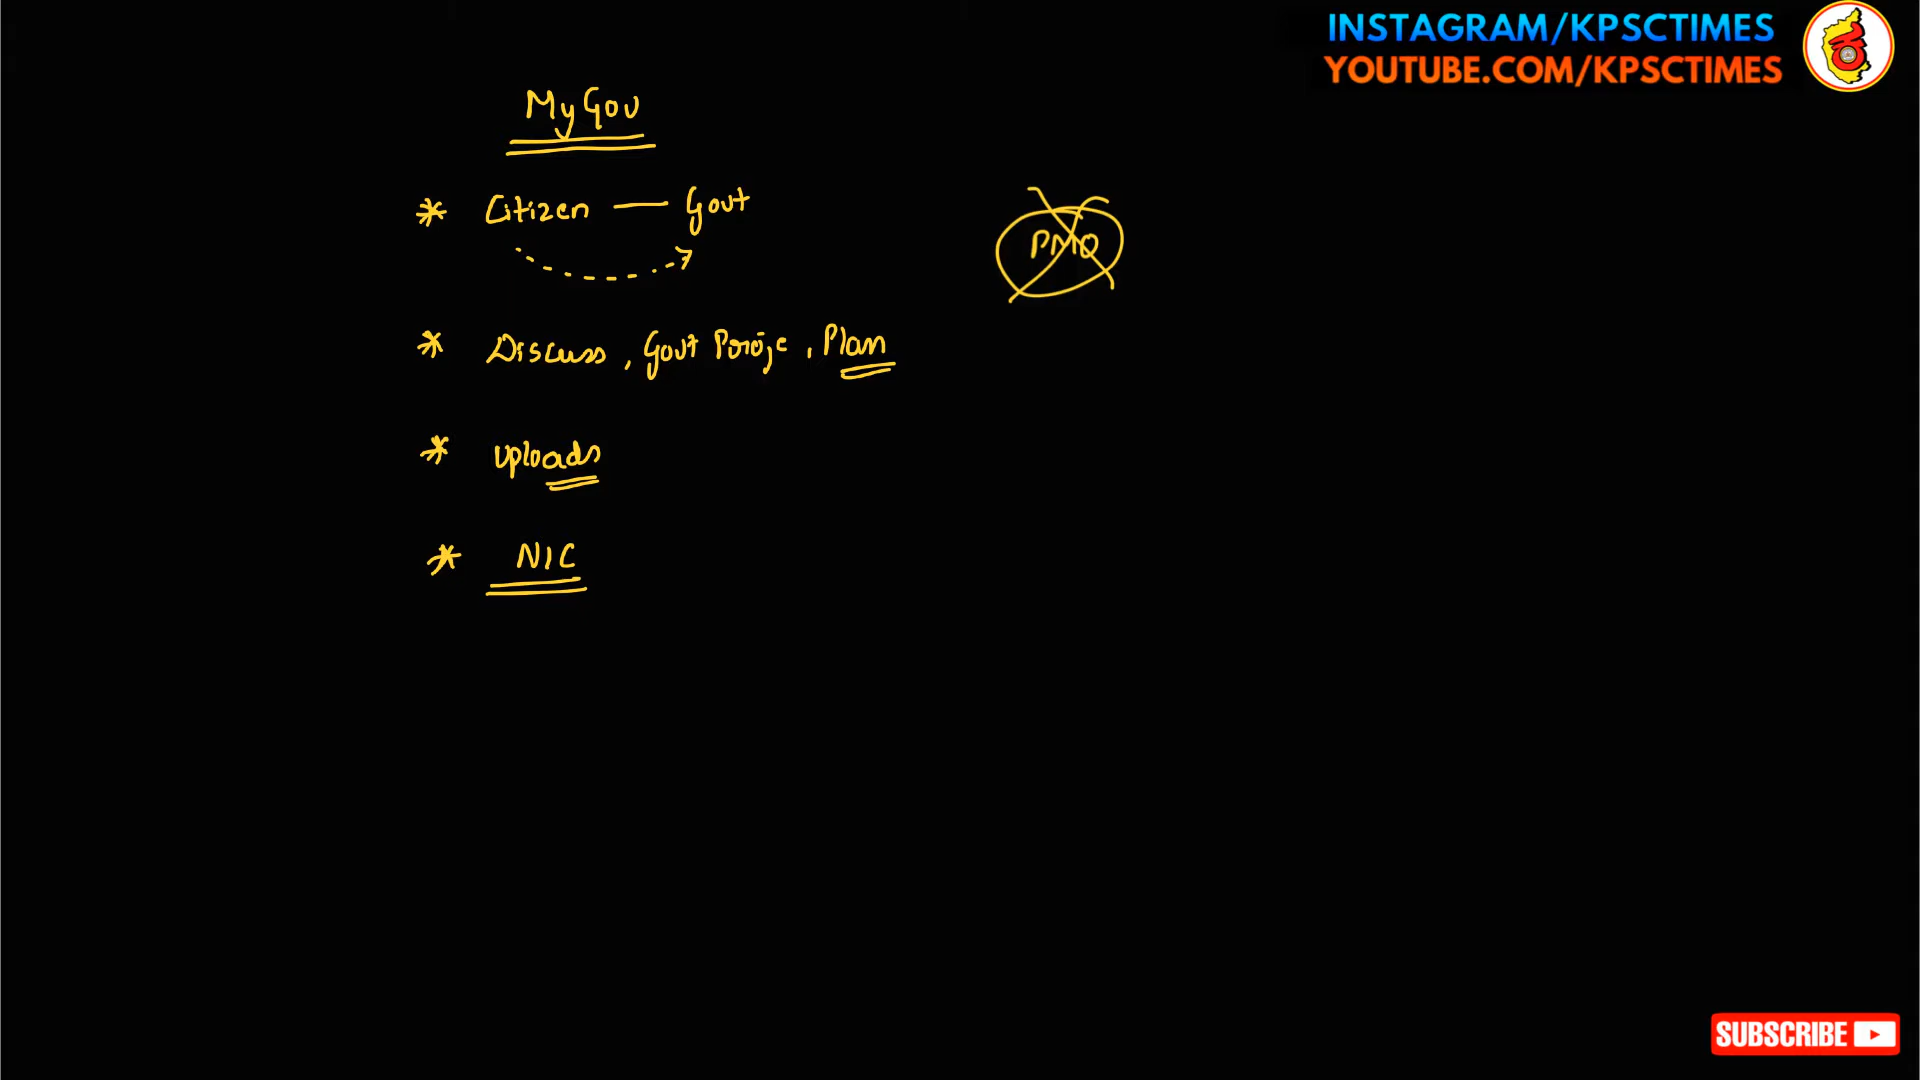 INSTAGRAM/KPSCTIMES
YOUTUBE.COM/KPSCTIMES
MyGov
* Citizen — Govt
PMO
* Discuss, Govt Proje, Plan
* Uploads
* NIC
SUBSCRIBE